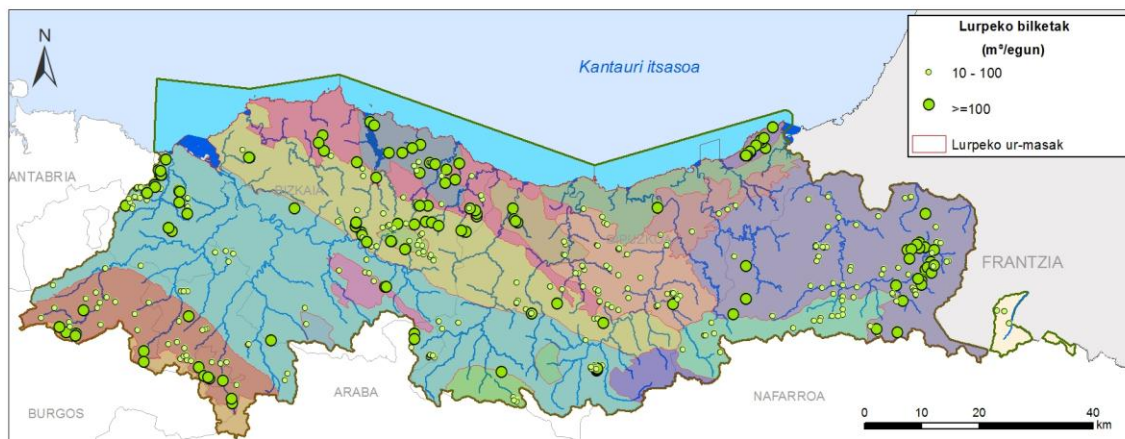 N
Kantauri itsasoa
Lurpeko bilketak
(m³/egun)
10 - 100
>=100
Lurpeko ur-masak
ANTABRIA
BIZKAIA
GIPUZKO
FRANTZIA
ARABA
NAFARROA
BURGOS
0 10 20 40
km